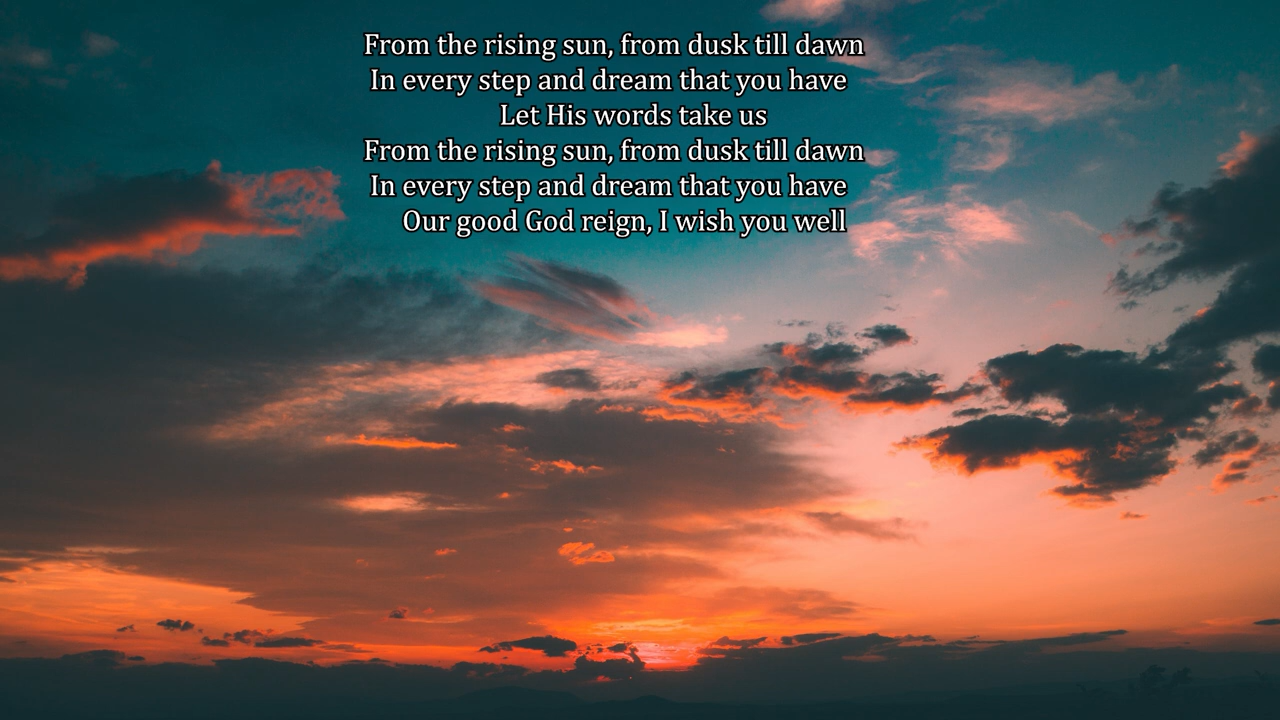 From the rising sun, from dusk till dawn
In every step and dream that you have
Let His words take us
From the rising sun, from dusk till dawn
In every step and dream that you have
Our good God reign, I wish you well